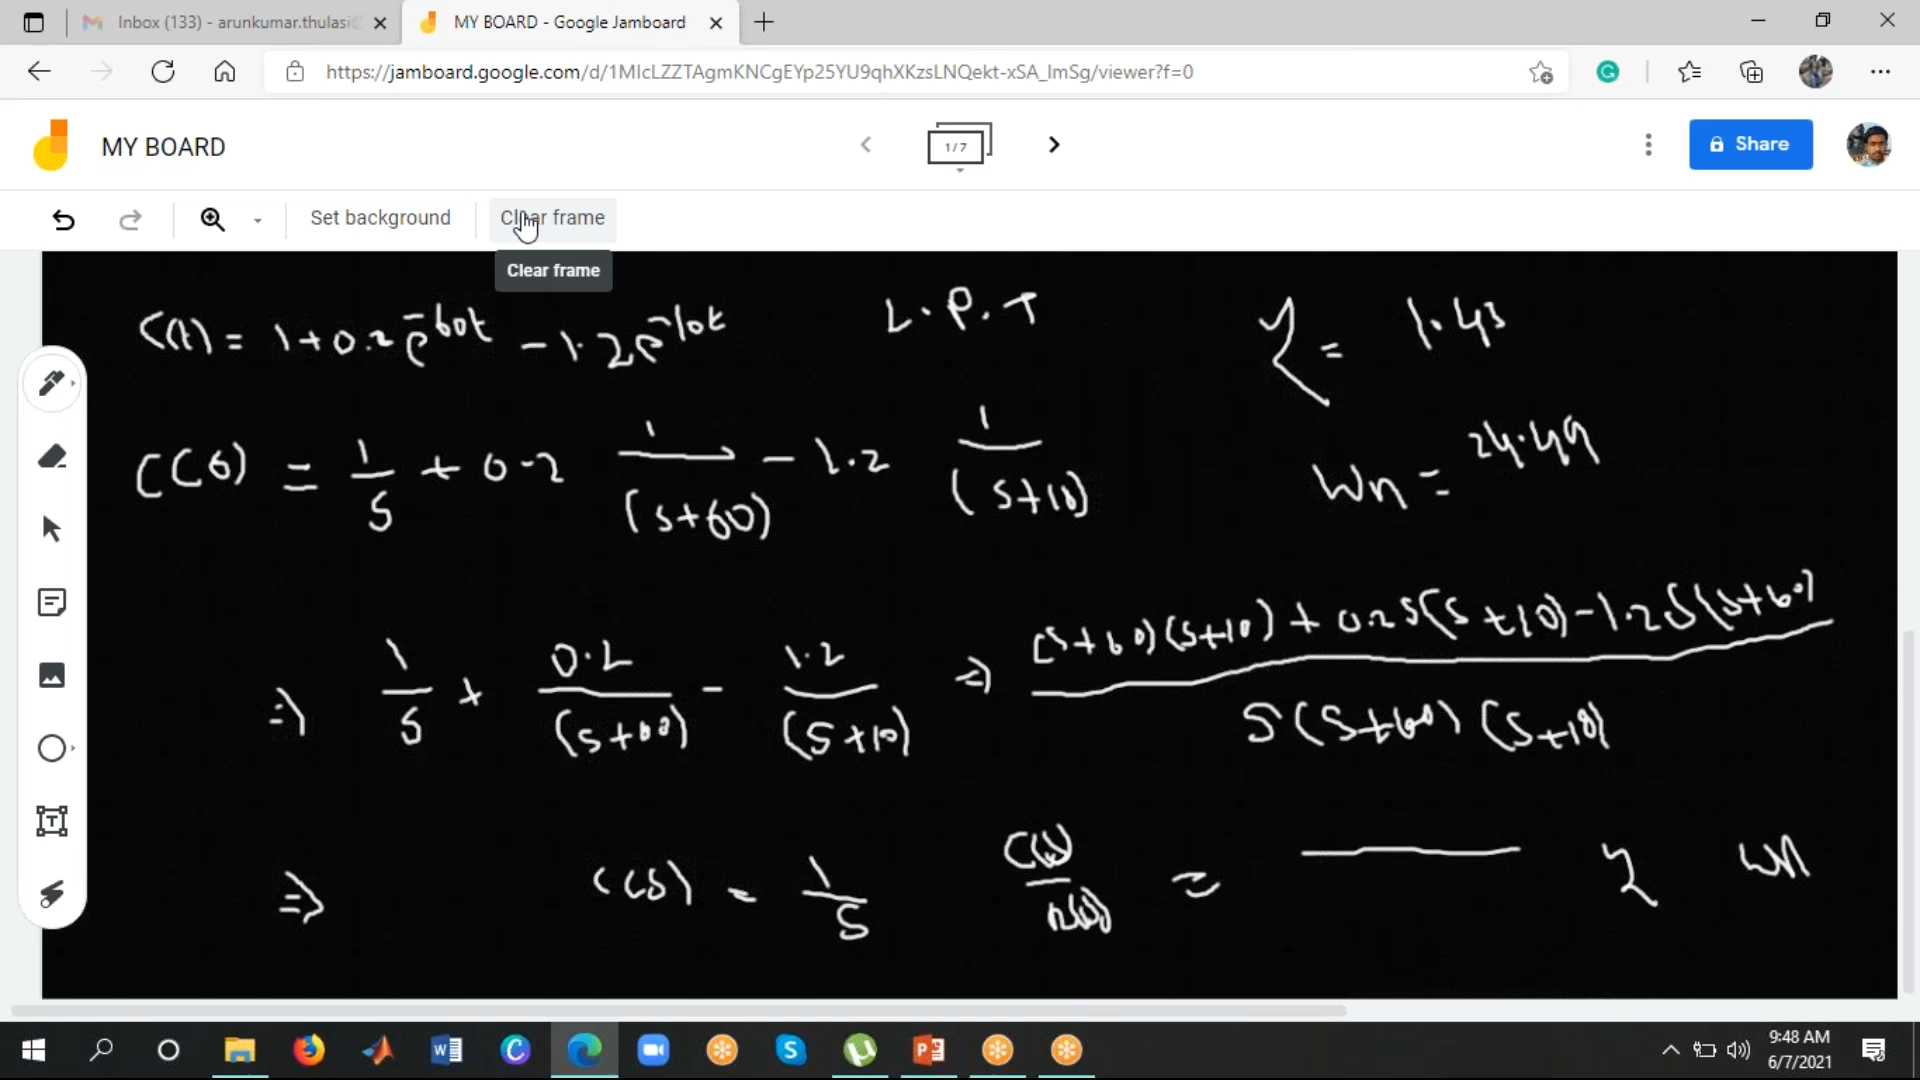 Inbox (133) - arunkumar.thulasi
MY BOARD - Google Jamboard
https://jamboard.google.com/d/1MIcLZZTAgmKNCgEYp25YU9qhXKzsLNQekt-xSA_ImSg/viewer?f=0
MY BOARD
1/7
Share
Set background
Clear frame
Clear frame
C(t) = 1+0.2 e^-60t - 1.2 e^-10t
L.P.T
ζ = 1.43
C(S) = 1/S + 0.2 1/(S+60) - 1.2 1/(S+10)
Wn = 24.49
⇒ 1/S + 0.2/(S+60) - 1.2/(S+10) ⇒ (S+60)(S+10) + 0.2S(S+10) - 1.2S(S+60) / S(S+60)(S+10)
⇒ C(S) = 1/S C(S)/R(S) = ζ Wn
9:48 AM
6/7/2021